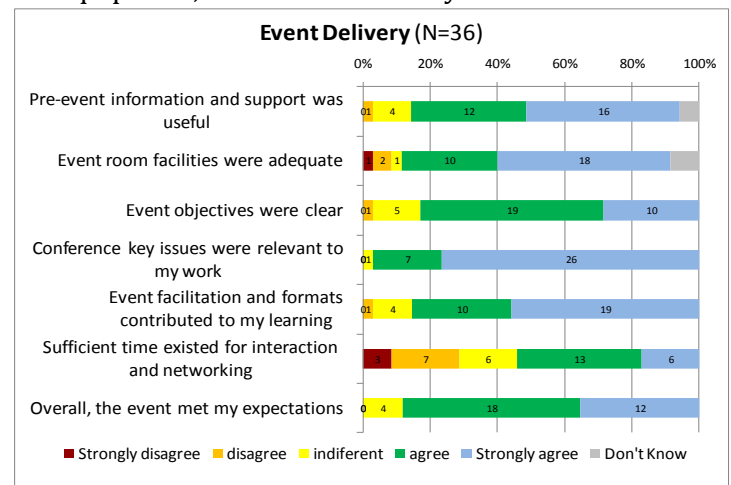 Event Delivery (N=36)
0% 20% 40% 60% 80% 100%
Pre-event information and support was
useful
0 1 4 12 16
Event room facilities were adequate
1 2 1 10 18
Event objectives were clear
0 1 5 19 10
Conference key issues were relevant to
my work
0 1 7 26
Event facilitation and formats
contributed to my learning
0 1 4 10 19
Sufficient time existed for interaction
and networking
3 7 6 13 6
Overall, the event met my expectations
0 4 18 12
Strongly disagree disagree indiferent agree Strongly agree Don't Know